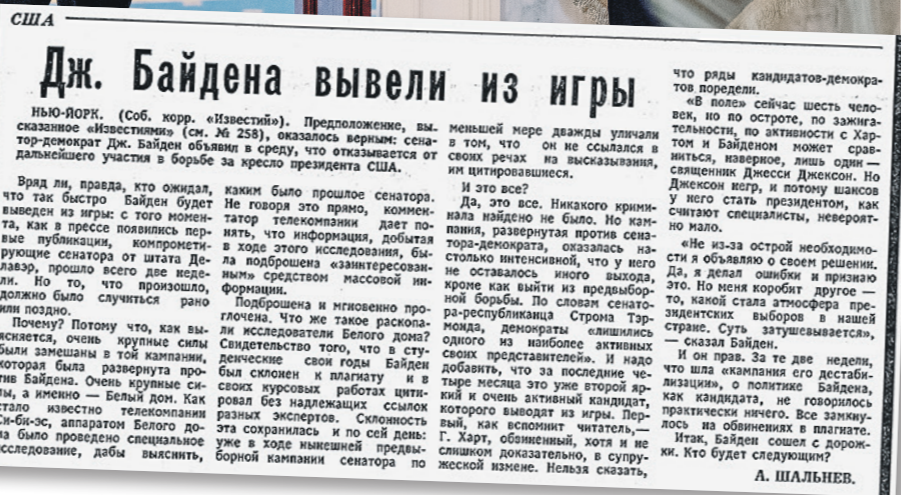 США
Дж. Байдена вывели из игры
НЬЮ-ЙОРК. (Соб. корр. «Известий»). Предположение, вы-
сказанное «Известиями» (см. № 258), оказалось верным: сена-
тор-демократ Дж. Байден объявил в среду, что отказывается от
дальнейшего участия в борьбе за кресло президента США.
Вряд ли, правда, кто ожидал,
что так быстро Байден будет
выведен из игры: с того момен-
та, как в прессе появились пер-
вые публикации, компромети-
рующие сенатора от штата Де-
лавэр, прошло всего две неде-
ли. Но то, что произошло,
должно было случиться рано
или поздно.
Почему? Потому что, как вы-
ясняется, очень крупные силы
были замешаны в той кампании,
которая была развернута про-
тив Байдена. Очень крупные си-
лы, а именно — Белый дом. Как
стало известно телекомпании
Си-би-эс, аппаратом Белого до-
ма было проведено специальное
исследование, дабы выяснить,
каким было прошлое сенатора.
Не говоря это прямо, коммен-
татор телекомпании дает по-
нять, что информация, добытая
в ходе этого исследования, бы-
ла подброшена «заинтересован-
ным» средством массовой ин-
формации.
Подброшена и мгновенно про-
глочена. Что же такое раскопа-
ли исследователи Белого дома?
Свидетельство того, что в сту-
денческие свои годы Байден
был склонен к плагиату и в
своих курсовых работах цити-
ровал без надлежащих ссылок
разных экспертов. Склонность
эта сохранилась и по сей день:
уже в ходе нынешней предвы-
борной кампании сенатора по
меньшей мере дважды уличали
в том, что он не ссылался в
своих речах на высказывания,
им цитировавшиеся.
И это все?
Да, это все. Никакого крими-
нала найдено не было. Но кам-
пания, развернутая против сена-
тора-демократа, оказалась на-
столько интенсивной, что у него
не оставалось иного выхода,
кроме как выйти из предвыбор-
ной борьбы. По словам сенато-
ра-республиканца Строма Тэр-
монда, демократы «лишились
одного из наиболее активных
своих представителей». И надо
добавить, что за последние че-
тыре месяца это уже второй яр-
кий и очень активный кандидат,
которого выводят из игры. Пер-
вый, как вспомнит читатель,—
Г. Харт, обвиненный, хотя и не
слишком доказательно, в супру-
жеской измене. Нельзя сказать,
что ряды кандидатов-демокра-
тов поредели.
«В поле» сейчас шесть чело-
век, но по остроте, по зажига-
тельности, по активности с Хар-
том и Байденом может срав-
ниться, наверное, лишь один —
священник Джесси Джексон. Но
Джексон негр, и потому шансов
у него стать президентом, как
считают специалисты, невероят-
но мало.
«Не из-за острой необходимо-
сти я объявляю о своем решении.
Да, я делал ошибки и признаю
это. Но меня коробит другое —
то, какой стала атмосфера пре-
зидентских выборов в нашей
стране. Суть затушевывается»,
— сказал Байден.
И он прав. За те две недели,
что шла «кампания его дестаби-
лизации», о политике Байдена,
как кандидата, не говорилось
практически ничего. Все замкну-
лось на обвинениях в плагиате.
Итак, Байден сошел с дорож-
ки. Кто будет следующим?
А. ШАЛЬНЕВ.